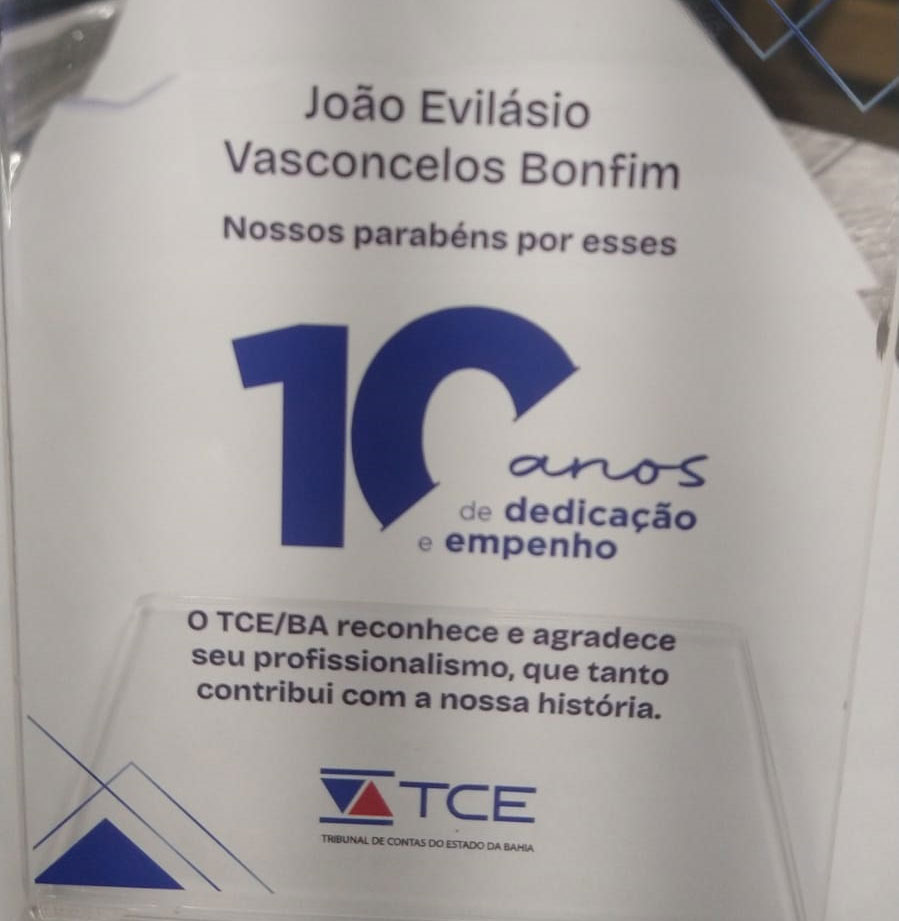 João Evilásio
Vasconcelos Bonfim
Nossos parabéns por esses
10 anos
de dedicação
e empenho
O TCE/BA reconhece e agradece
seu profissionalismo, que tanto
contribui com a nossa história.
TCE
TRIBUNAL DE CONTAS DO ESTADO DA BAHIA